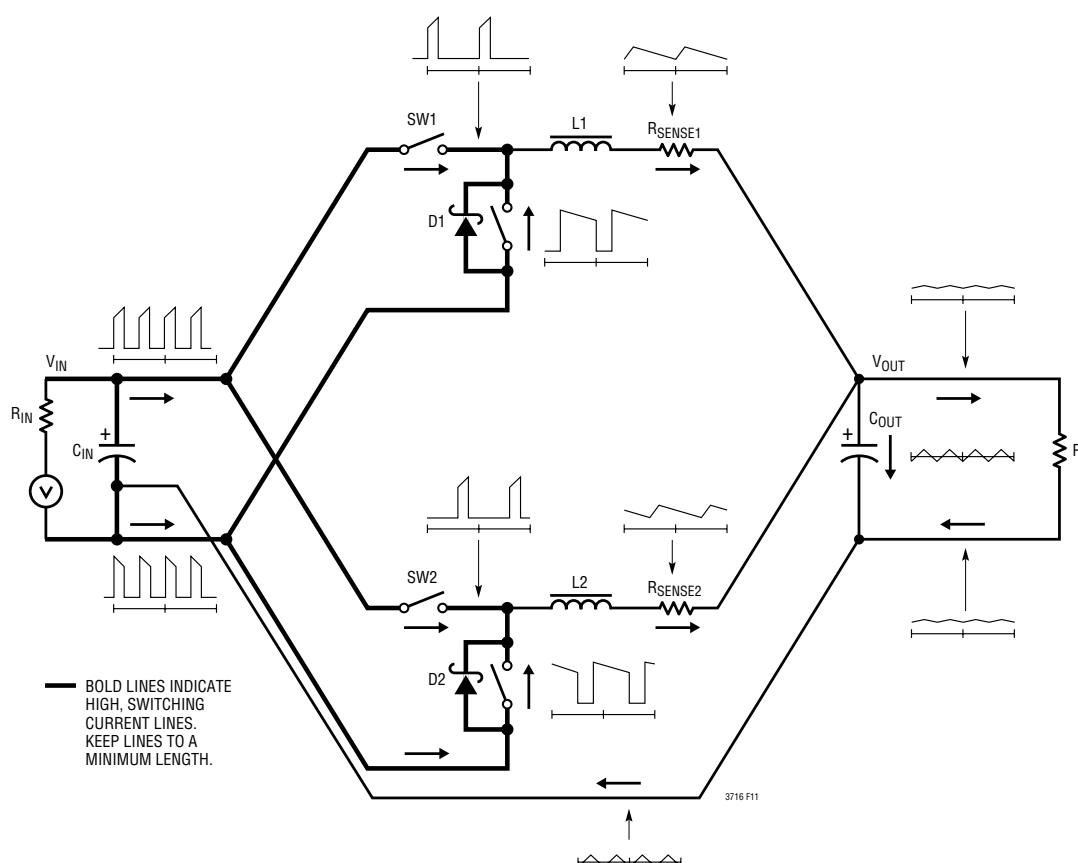 SW1
L1
RSENSE1
D1
VIN
VOUT
RIN
+
CIN
+
COUT
V
SW2
L2
RSENSE2
D2
BOLD LINES INDICATE
HIGH, SWITCHING
CURRENT LINES.
KEEP LINES TO A
MINIMUM LENGTH.
3716 F11